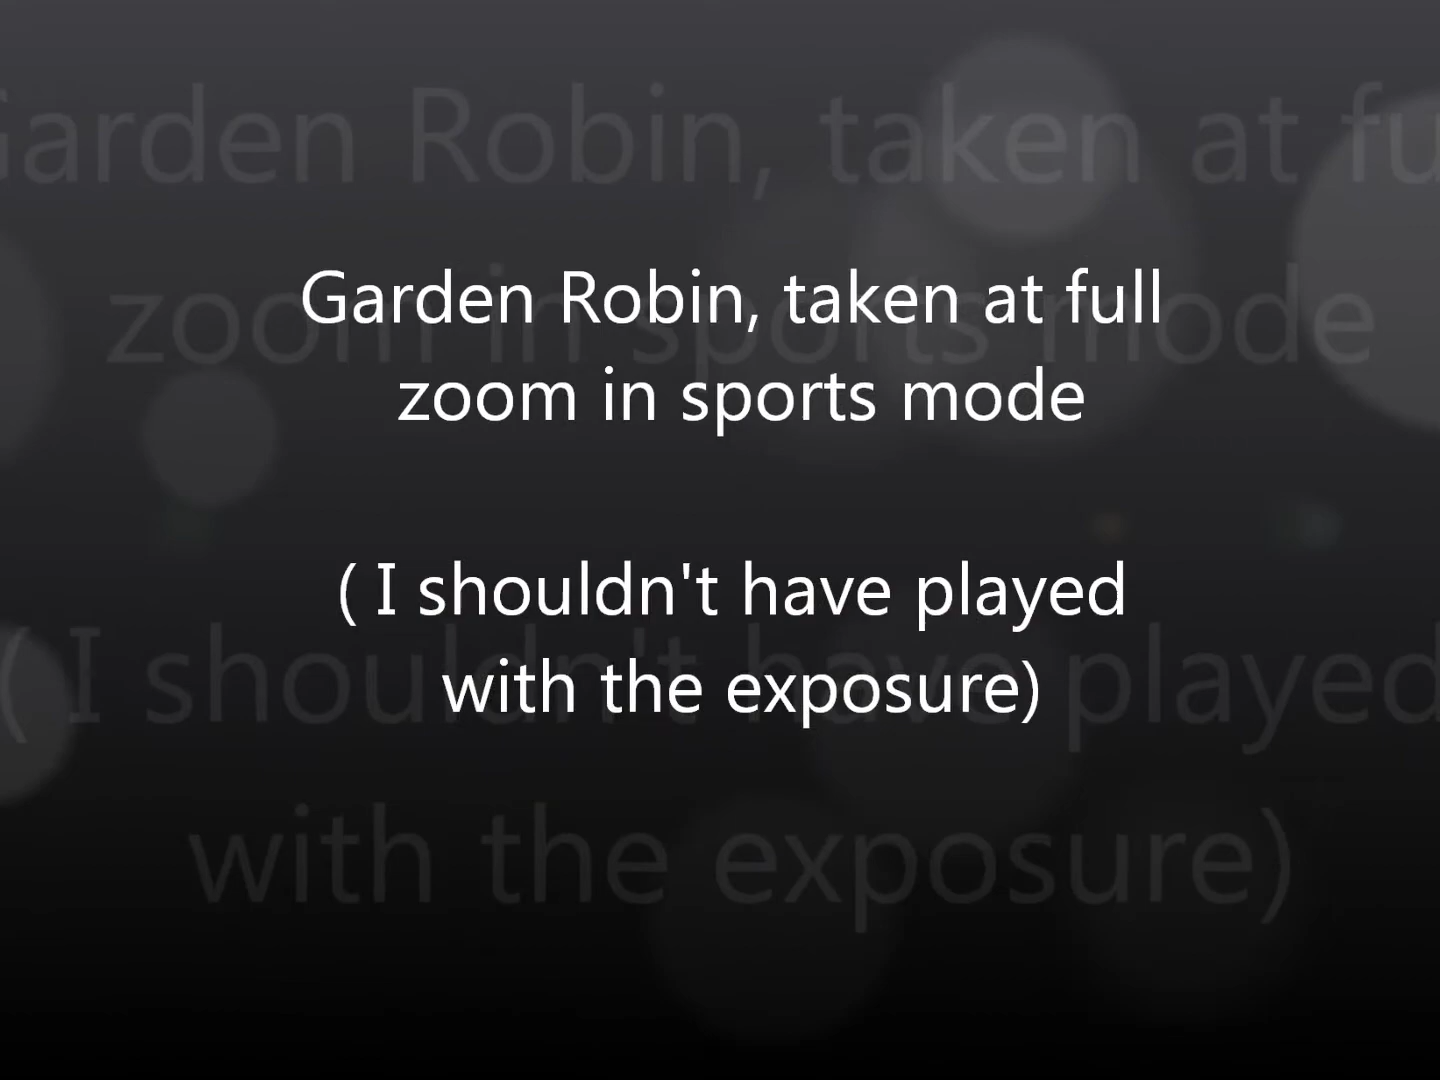 Garden Robin, taken at full
zoom in sports mode
( I shouldn't have played
with the exposure)